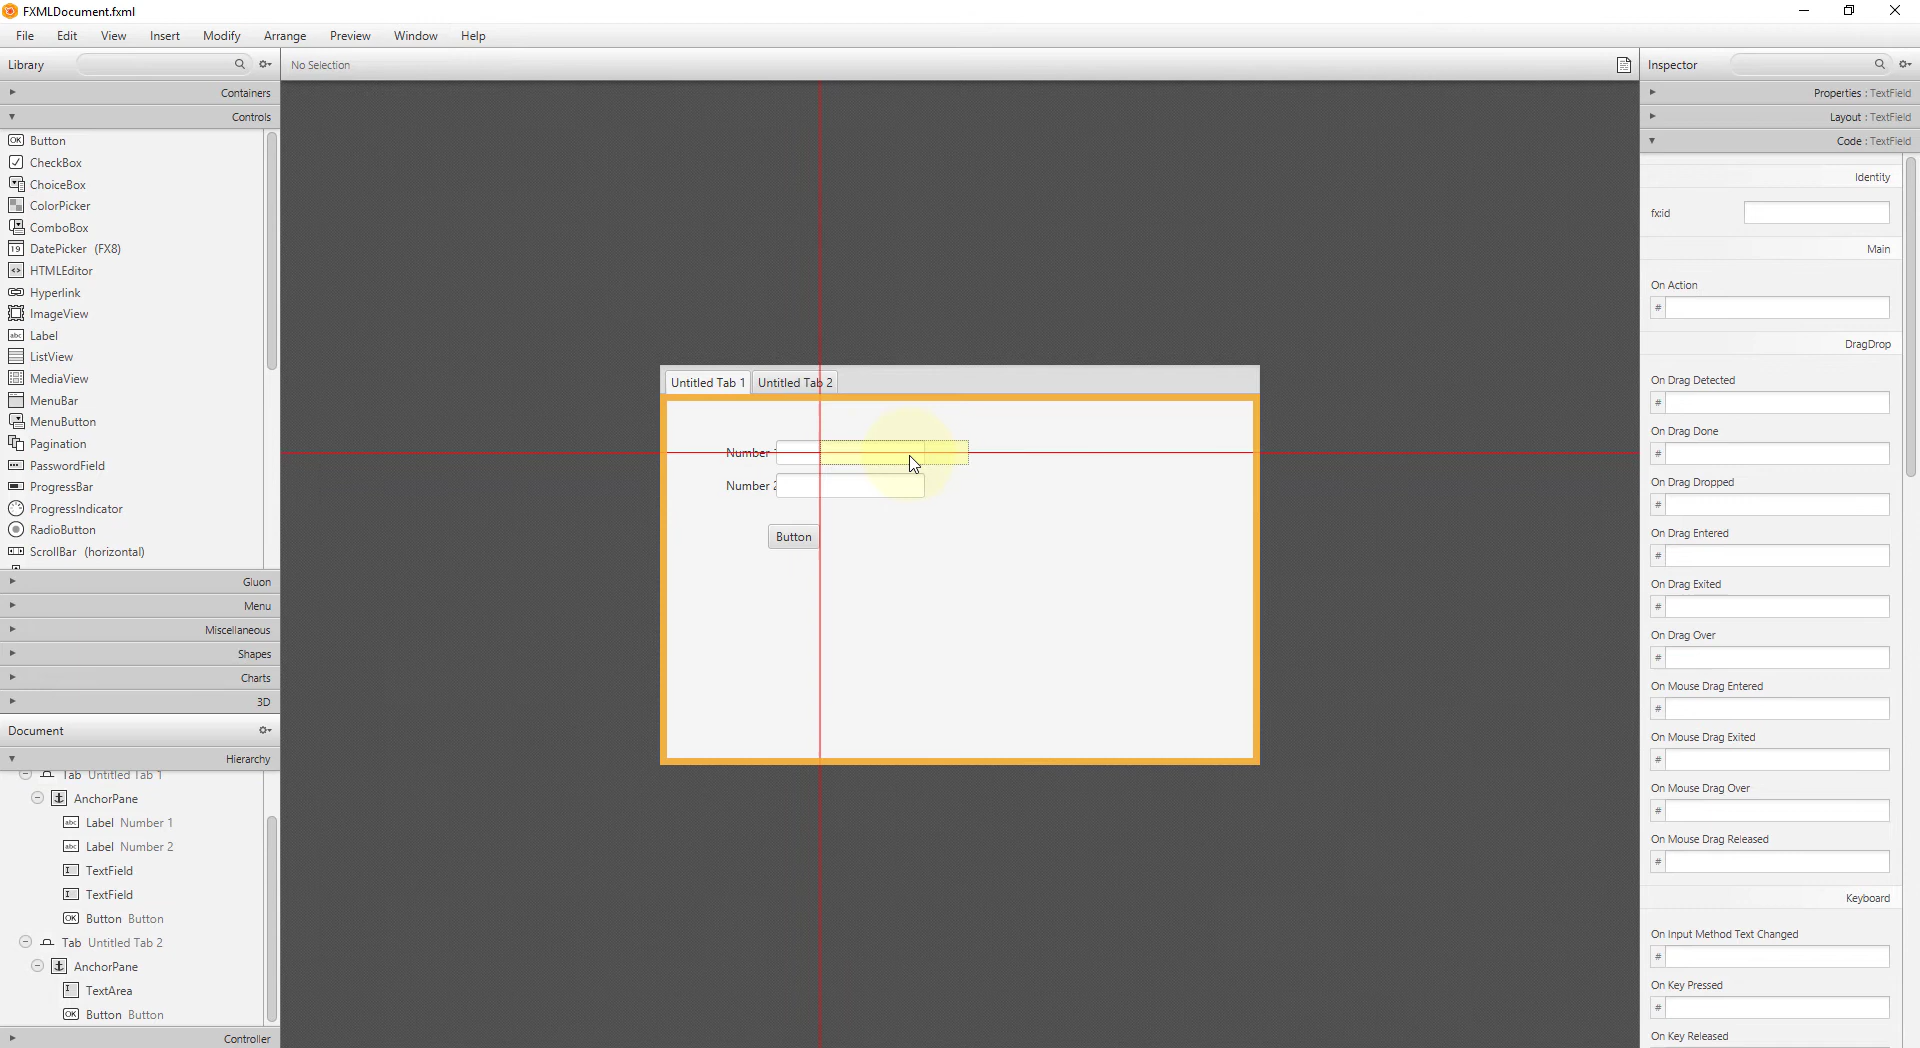 FXMLDocument.fxml
File Edit View Insert Modify Arrange Preview Window Help
Library
No Selection
Inspector
Containers
Controls
Button
CheckBox
ChoiceBox
ColorPicker
ComboBox
DatePicker (FX8)
HTMLEditor
Hyperlink
ImageView
Label
ListView
MediaView
MenuBar
MenuButton
Pagination
PasswordField
ProgressBar
ProgressIndicator
RadioButton
ScrollBar (horizontal)
Gluon
Menu
Miscellaneous
Shapes
Charts
3D
Document
Hierarchy
Tab Untitled Tab 1
AnchorPane
Label Number 1
Label Number 2
TextField
TextField
Button Button
Tab Untitled Tab 2
AnchorPane
TextArea
Button Button
Controller
Untitled Tab 1 Untitled Tab 2
Number 1
Number 2
Button
Properties : TextField
Layout : TextField
Code : TextField
Identity
fx:id
Main
On Action
#
DragDrop
On Drag Detected
#
On Drag Done
#
On Drag Dropped
#
On Drag Entered
#
On Drag Exited
#
On Drag Over
#
On Mouse Drag Entered
#
On Mouse Drag Exited
#
On Mouse Drag Over
#
On Mouse Drag Released
#
Keyboard
On Input Method Text Changed
#
On Key Pressed
#
On Key Released